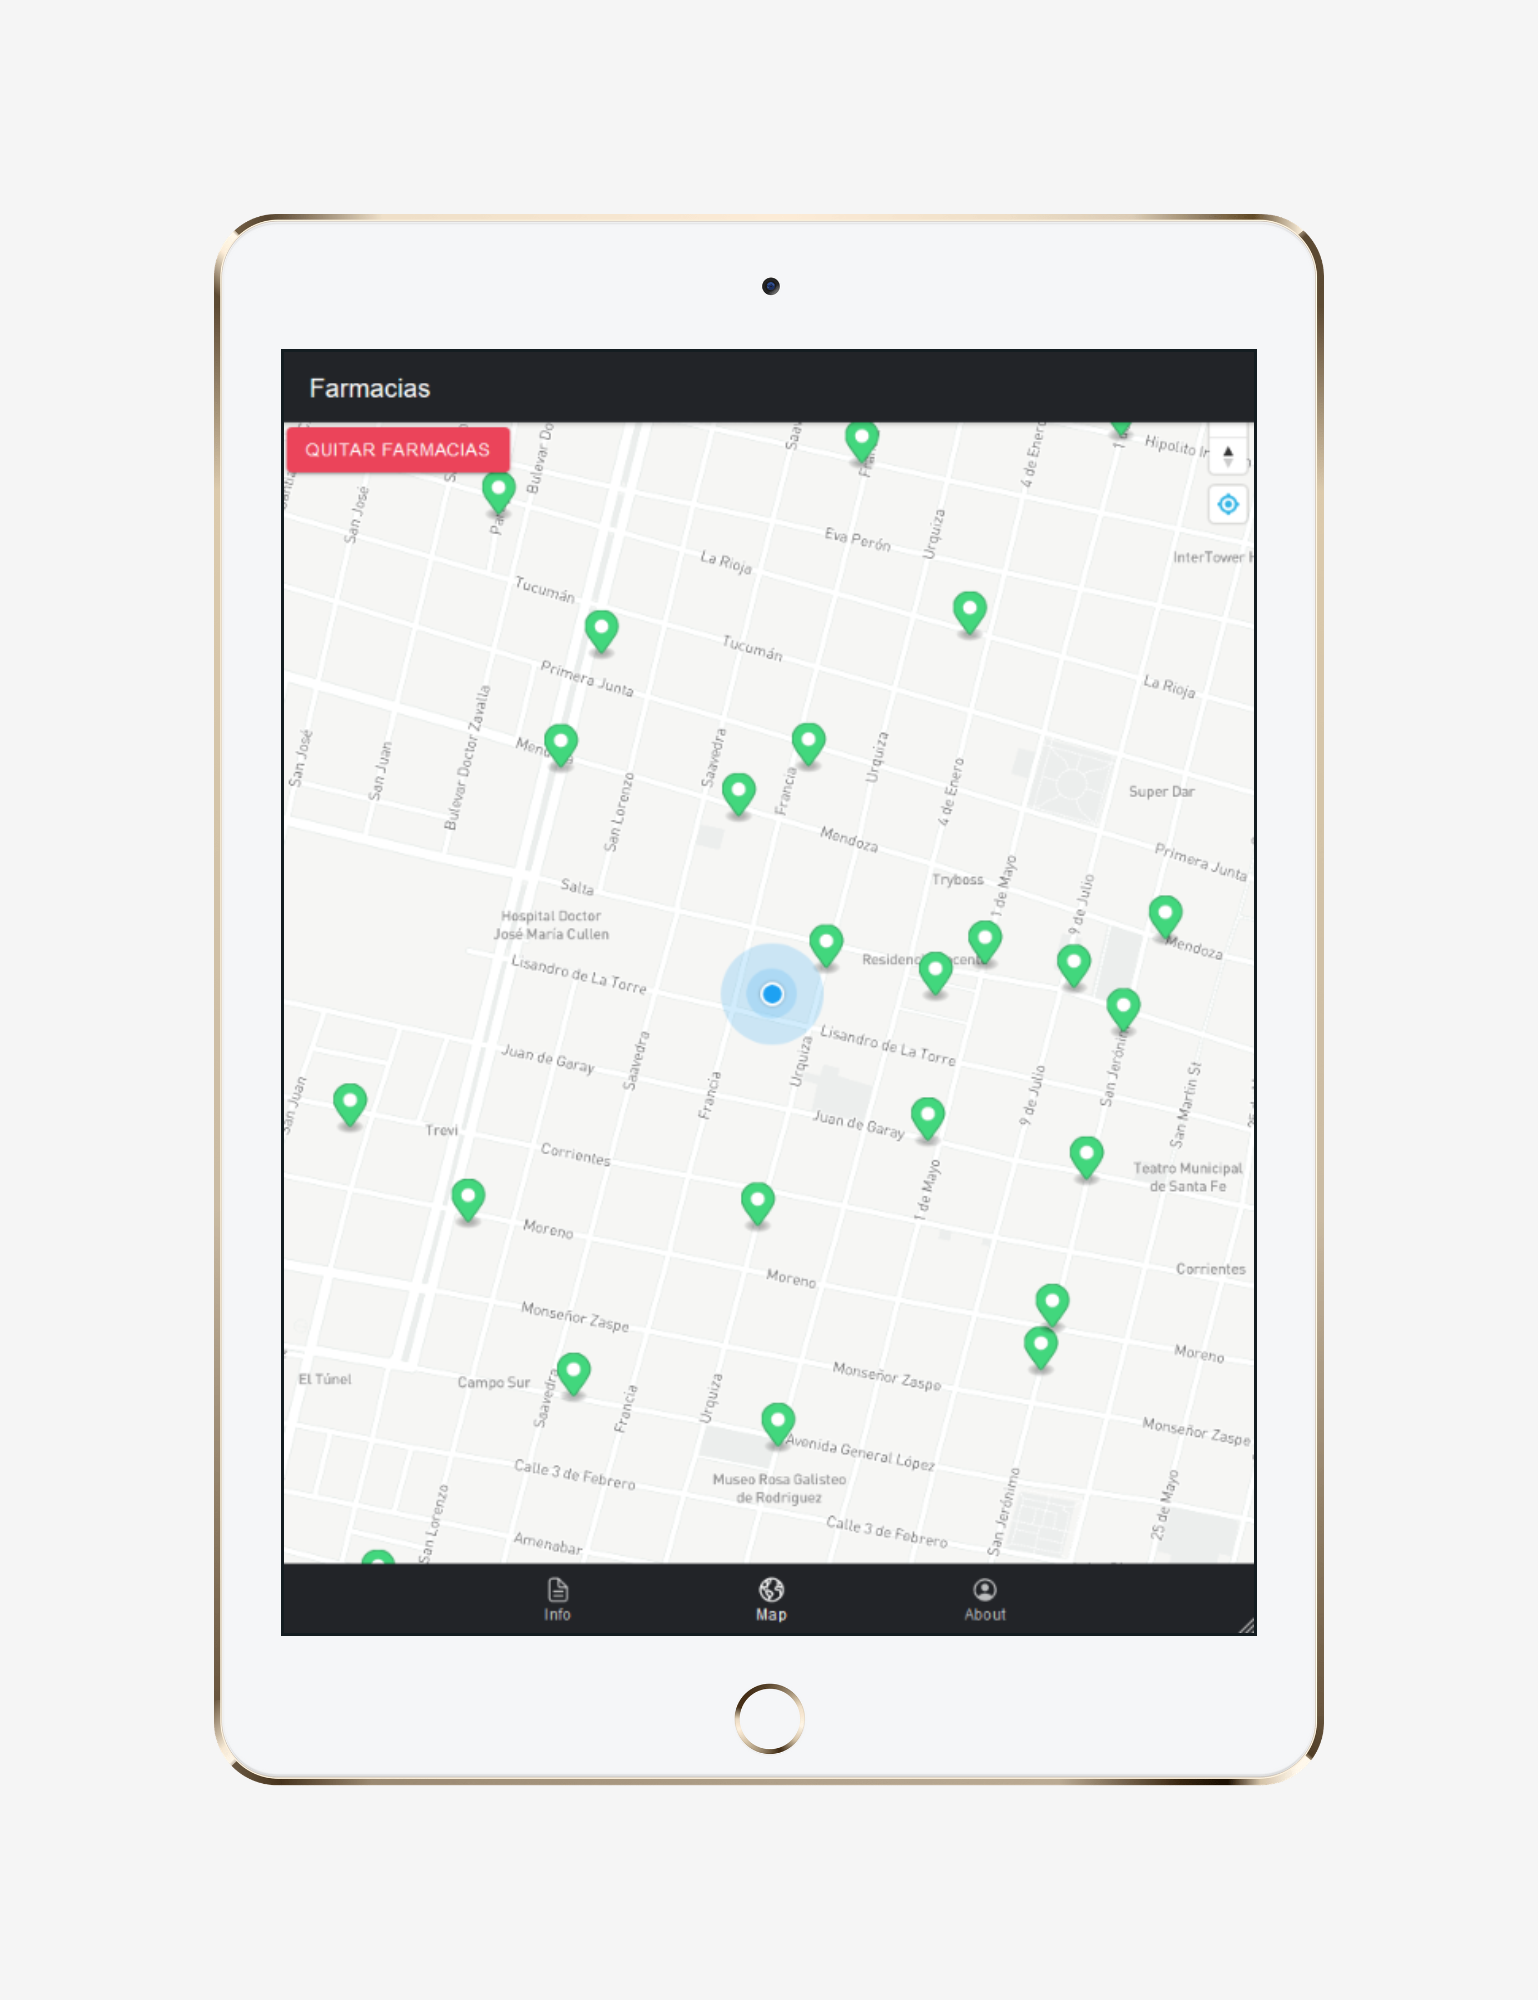 Farmacias
QUITAR FARMACIAS
Bulevar Do
4 de Enero
Hipolito Ir
San José
Eva Perón
Urquiza
La Rioja
InterTower H
Tucumán
Tucumán
Primera Junta
La Rioja
San José
San Juan
Bulevar Doctor Zavalla
San Lorenzo
Saavedra
Francia
Urquiza
4 de Enero
Super Dar
Mendoza
Primera Junta
Tryboss
1 de Mayo
9 de Julio
Salta
Hospital Doctor
José María Cullen
Mendoza
Lisandro de La Torre
Lisandro de La Torre
Juan de Garay
Saavedra
Francia
Urquiza
9 de Julio
San Martin St
San Juan
Trevi
Juan de Garay
Corrientes
1 de Mayo
Teatro Municipal
de Santa Fe
Moreno
Moreno
Corrientes
Monseñor Zaspe
Moreno
El Túnel
Campo Sur
Saavedra
Francia
Urquiza
Monseñor Zaspe
Monseñor Zaspe
Avenida General López
Calle 3 de Febrero
Museo Rosa Galisteo
de Rodriguez
San Lorenzo
San Jerónimo
25 de Mayo
Calle 3 de Febrero
Amenabar
Info
Map
About